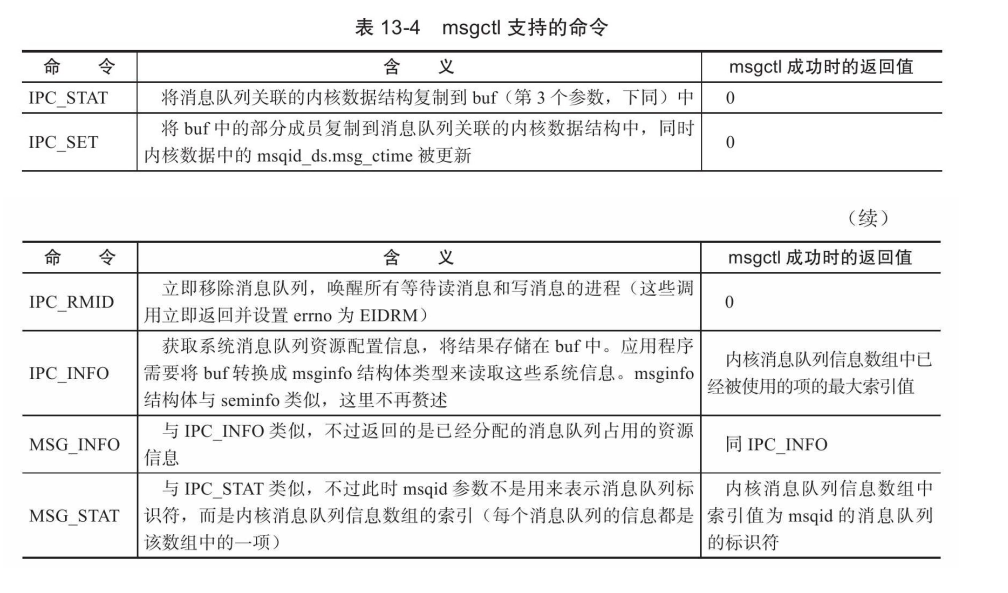 表 13-4 msgctl 支持的命令
命 令 含 义 msgctl 成功时的返回值
IPC_STAT 将消息队列关联的内核数据结构复制到 buf（第 3 个参数，下同）中 0
IPC_SET 将 buf 中的部分成员复制到消息队列关联的内核数据结构中，同时
内核数据中的 msqid_ds.msg_ctime 被更新 0
（续）
命 令 含 义 msgctl 成功时的返回值
IPC_RMID 立即移除消息队列，唤醒所有等待读消息和写消息的进程（这些调
用立即返回并设置 errno 为 EIDRM） 0
IPC_INFO 获取系统消息队列资源配置信息，将结果存储在 buf 中。应用程序
需要将 buf 转换成 msginfo 结构体类型来读取这些系统信息。msginfo
结构体与 seminfo 类似，这里不再赘述
内核消息队列信息数组中已
经被使用的项的最大索引值
MSG_INFO 与 IPC_INFO 类似，不过返回的是已经分配的消息队列占用的资源
信息
同 IPC_INFO
MSG_STAT 与 IPC_STAT 类似，不过此时 msqid 参数不是用来表示消息队列标
识符，而是内核消息队列信息数组的索引（每个消息队列的信息都是
该数组中的一项）
内核消息队列信息数组中
索引值为 msqid 的消息队列
的标识符